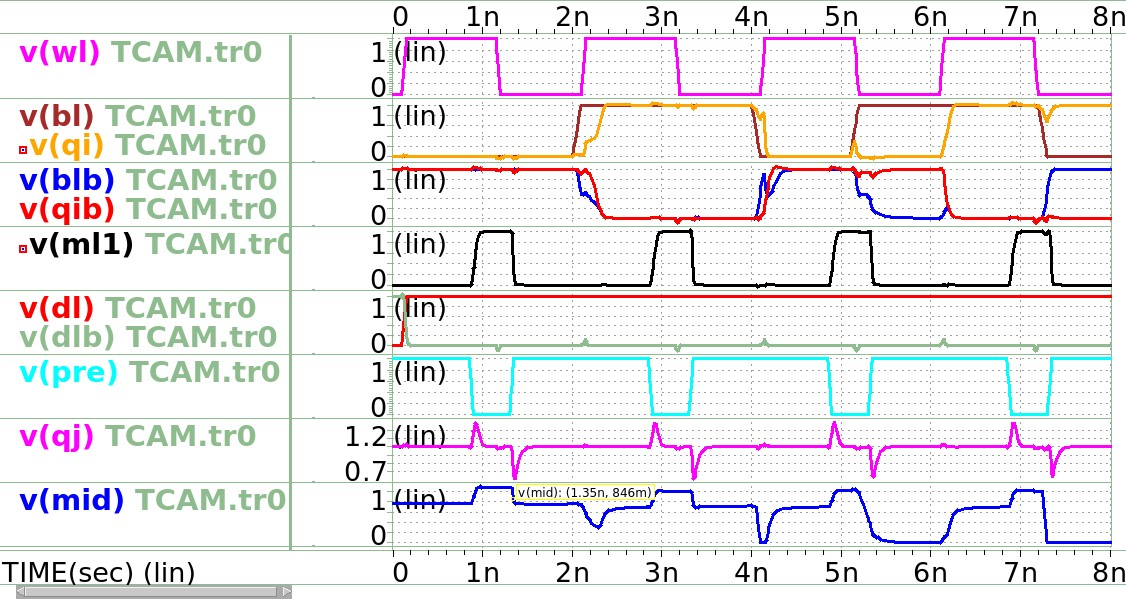 0 1n 2n 3n 4n 5n 6n 7n 8n
v(wl) TCAM.tr0 1 (lin)
0
v(bl) TCAM.tr0 1 (lin)
v(qi) TCAM.tr0 0
v(blb) TCAM.tr0 1 (lin)
v(qib) TCAM.tr0 0
v(ml1) TCAM.tr0 1 (lin)
0
v(dl) TCAM.tr0 1 (lin)
v(dlb) TCAM.tr0 0
v(pre) TCAM.tr0 1 (lin)
0
v(qj) TCAM.tr0 1.2 (lin)
0.7
v(mid): (1.35n, 846m)
v(mid) TCAM.tr0 1 (lin)
0
TIME(sec) (lin) 0 1n 2n 3n 4n 5n 6n 7n 8n